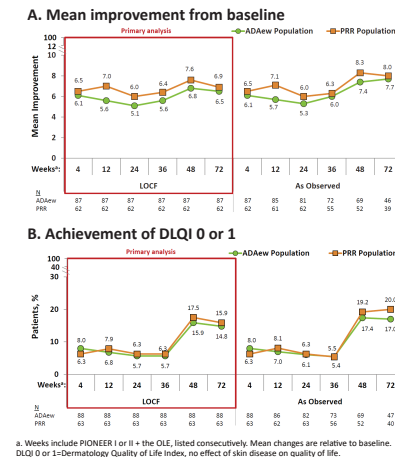 A. Mean improvement from baseline
Primary analysis
ADAew Population
PRR Population
Mean Improvement
100
12
10
8
6
4
2
0
6.5 7.0 6.0 6.4 7.6 6.9
6.1 5.6 5.1 5.6 6.8 6.5
6.5 7.1 6.0 6.3 8.3 8.0
6.1 5.7 5.3 6.0 7.4 7.7
Weeksª: 4 12 24 36 48 72 4 12 24 36 48 72
LOCF As Observed
N
ADAew 87 87 87 87 87 87 87 85 81 72 69 46
PRR 62 62 62 62 62 62 62 61 62 55 52 39
B. Achievement of DLQI 0 or 1
Primary analysis
ADAew Population
PRR Population
Patients, %
100
40
30
20
10
0
8.0 7.9 6.3 6.3 17.5 15.9
6.3 6.8 5.7 5.7 15.9 14.8
8.0 8.1 6.3 5.5 19.2 20.0
6.3 7.0 6.1 5.4 17.4 17.0
Weeksª: 4 12 24 36 48 72 4 12 24 36 48 72
LOCF As Observed
N
ADAew 88 88 88 88 88 88 88 86 82 73 69 47
PRR 63 63 63 63 63 63 63 62 63 56 52 40
a. Weeks include PIONEER I or II + the OLE, listed consecutively. Mean changes are relative to baseline.
DLQI 0 or 1=Dermatology Quality of Life Index, no effect of skin disease on quality of life.